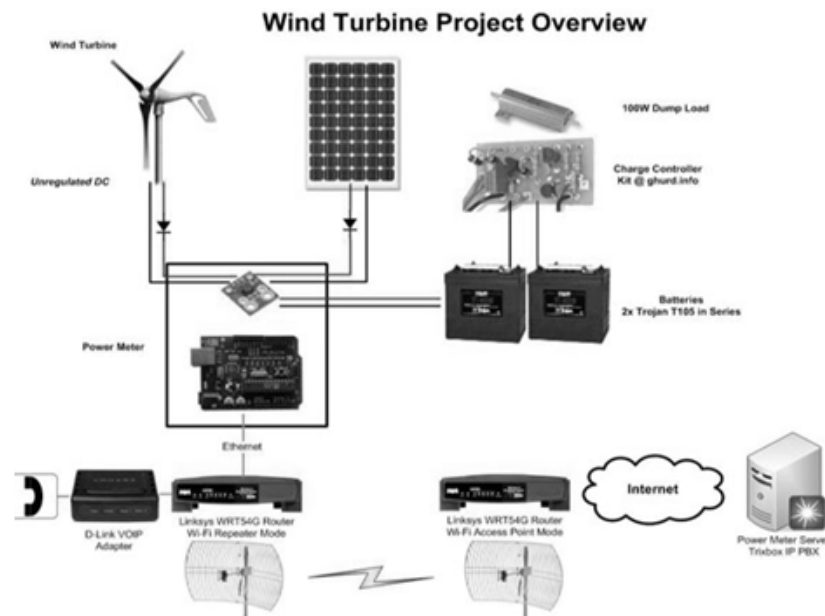 Wind Turbine Project Overview
Wind Turbine
100W Dump Load
Charge Controller
Kit @ ghurd.info
Unregulated DC
Batteries
2x Trojan T105 in Series
Power Meter
Ethernet
Internet
D-Link VOIP
Adapter
Linksys WRT54G Router
Wi-Fi Repeater Mode
Linksys WRT54G Router
Wi-Fi Access Point Mode
Power Meter Serve
Trixbox IP PBX